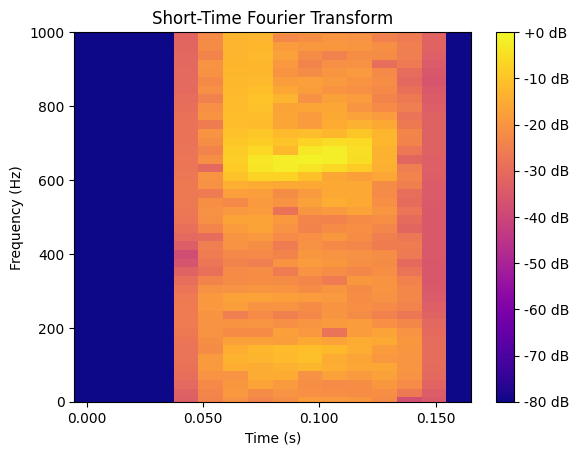 Short-Time Fourier Transform
1000
800
600
400
200
0
Frequency (Hz)
0.000
0.050
0.100
0.150
Time (s)
+0 dB
-10 dB
-20 dB
-30 dB
-40 dB
-50 dB
-60 dB
-70 dB
-80 dB